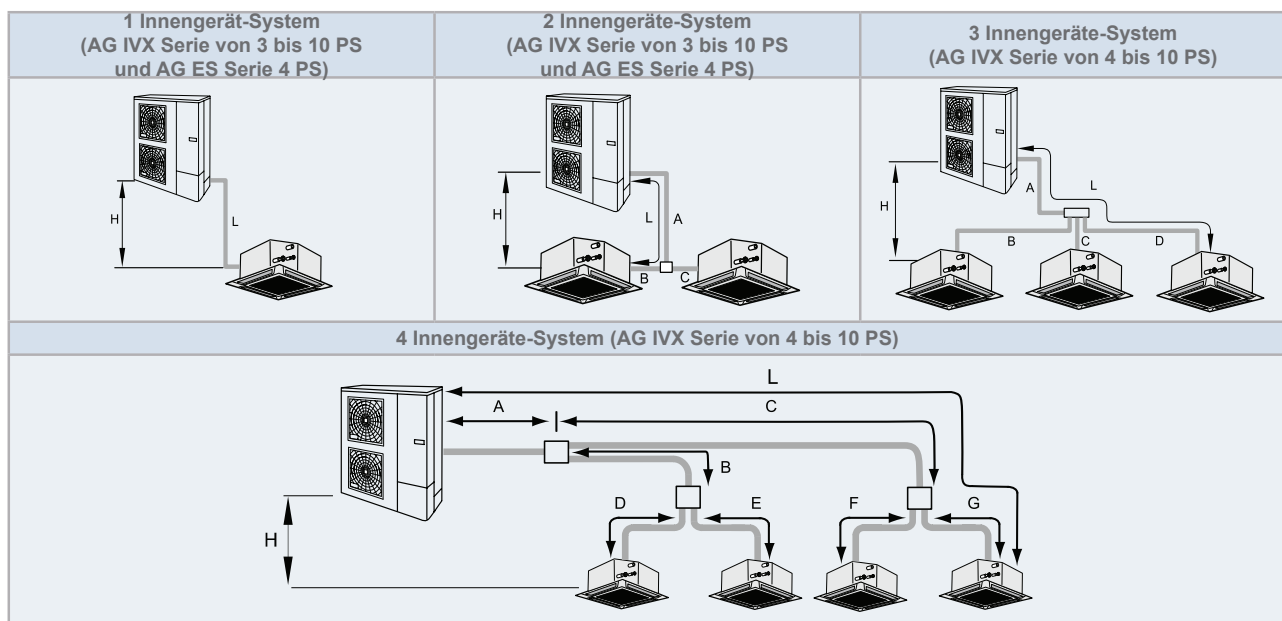 1 Innengerät-System
(AG IVX Serie von 3 bis 10 PS
und AG ES Serie 4 PS)
2 Innengeräte-System
(AG IVX Serie von 3 bis 10 PS
und AG ES Serie 4 PS)
3 Innengeräte-System
(AG IVX Serie von 4 bis 10 PS)
H
L
H
L
A
B
C
H
A
L
B
C
D
4 Innengeräte-System (AG IVX Serie von 4 bis 10 PS)
L
A
C
B
D
E
F
G
H